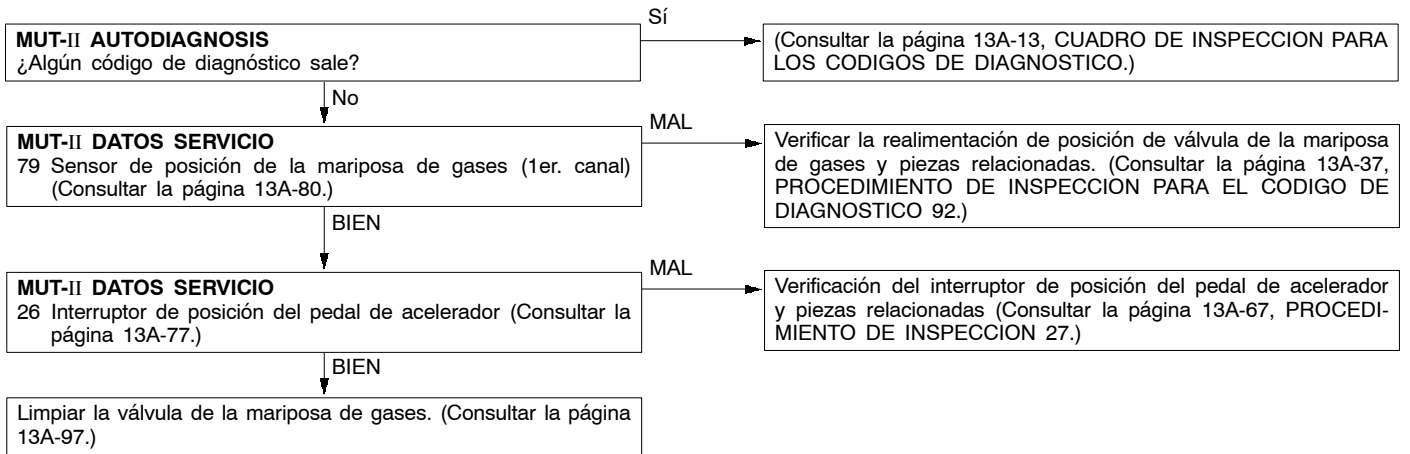 Sí
MUT-II AUTODIAGNOSIS
¿Algún código de diagnóstico sale?
(Consultar la página 13A-13, CUADRO DE INSPECCION PARA
LOS CODIGOS DE DIAGNOSTICO.)
No
MUT-II DATOS SERVICIO
79 Sensor de posición de la mariposa de gases (1er. canal)
(Consultar la página 13A-80.)
MAL
Verificar la realimentación de posición de válvula de la mariposa
de gases y piezas relacionadas. (Consultar la página 13A-37,
PROCEDIMIENTO DE INSPECCION PARA EL CODIGO DE
DIAGNOSTICO 92.)
BIEN
MUT-II DATOS SERVICIO
26 Interruptor de posición del pedal de acelerador (Consultar la
página 13A-77.)
MAL
Verificación del interruptor de posición del pedal de acelerador
y piezas relacionadas (Consultar la página 13A-67, PROCEDI-
MIENTO DE INSPECCION 27.)
BIEN
Limpiar la válvula de la mariposa de gases. (Consultar la página
13A-97.)